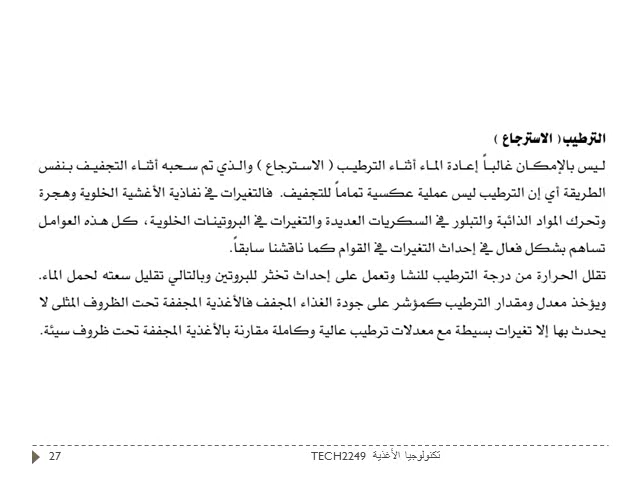 الترطيب( الاسترجاع )
ليس بالإمكان غالباً إعادة الماء أثناء الترطيب ( الاسترجاع ) والذي تم سحبه أثناء التجفيف بنفس
الطريقة أي إن الترطيب ليس عملية عكسية تماماً للتجفيف. فالتغيرات في نفاذية الأغشية الخلوية وهجرة
وتحرك المواد الذائبة والتبلور في السكريات العديدة والتغيرات في البروتينات الخلوية، كل هذه العوامل
تساهم بشكل فعال في إحداث التغيرات في القوام كما ناقشنا سابقاً.
تقلل الحرارة من درجة الترطيب للنشا وتعمل على إحداث تخثر للبروتين وبالتالي تقليل سعته لحمل الماء.
ويؤخذ معدل ومقدار الترطيب كمؤشر على جودة الغذاء المجفف فالأغذية المجففة تحت الظروف المثلى لا
يحدث بها إلا تغيرات بسيطة مع معدلات ترطيب عالية وكاملة مقارنة بالأغذية المجففة تحت ظروف سيئة.
تكنولوجيا الأغذية TECH2249
27